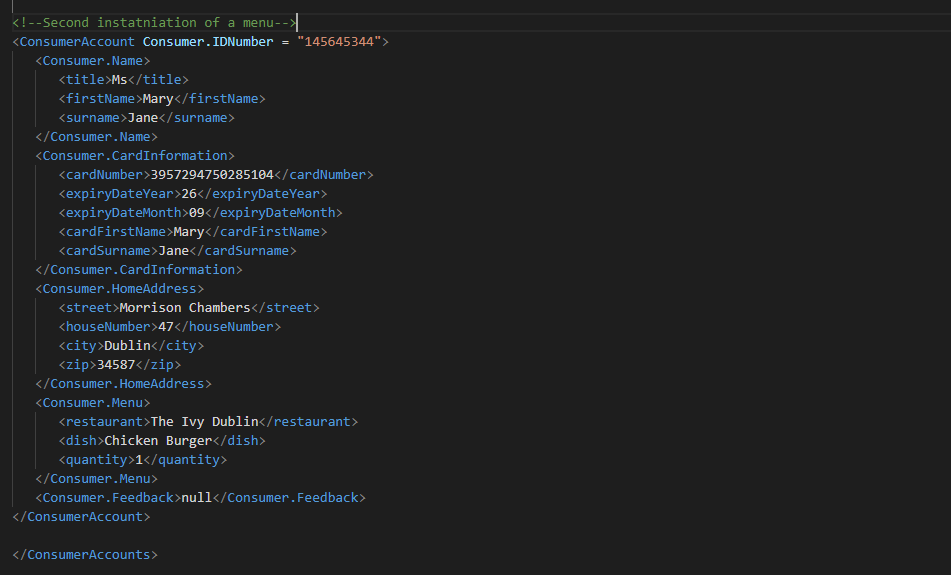 <!--Second instatniation of a menu-->
<ConsumerAccount Consumer.IDNumber = "145645344">
<Consumer.Name>
<title>Ms</title>
<firstName>Mary</firstName>
<surname>Jane</surname>
</Consumer.Name>
<Consumer.CardInformation>
<cardNumber>3957294750285104</cardNumber>
<expiryDateYear>26</expiryDateYear>
<expiryDateMonth>09</expiryDateMonth>
<cardFirstName>Mary</cardFirstName>
<cardSurname>Jane</cardSurname>
</Consumer.CardInformation>
<Consumer.HomeAddress>
<street>Morrison Chambers</street>
<houseNumber>47</houseNumber>
<city>Dublin</city>
<zip>34587</zip>
</Consumer.HomeAddress>
<Consumer.Menu>
<restaurant>The Ivy Dublin</restaurant>
<dish>Chicken Burger</dish>
<quantity>1</quantity>
</Consumer.Menu>
<Consumer.Feedback>null</Consumer.Feedback>
</ConsumerAccount>
</ConsumerAccounts>